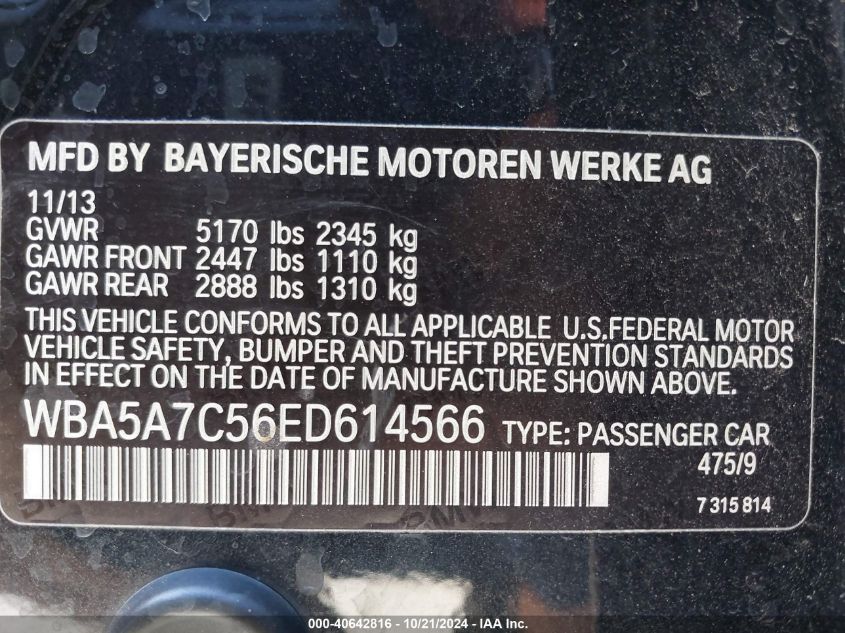 MFD BY BAYERISCHE MOTOREN WERKE AG
11/13
GVWR 5170 lbs 2345 kg
GAWR FRONT 2447 lbs 1110 kg
GAWR REAR 2888 lbs 1310 kg
THIS VEHICLE CONFORMS TO ALL APPLICABLE U.S.FEDERAL MOTOR
VEHICLE SAFETY, BUMPER AND THEFT PREVENTION STANDARDS
IN EFFECT ON THE DATE OF MANUFACTURE SHOWN ABOVE.
WBA5A7C56ED614566 TYPE: PASSENGER CAR
475/9
7 315 814
000-40642816 - 10/21/2024 - IAA Inc.